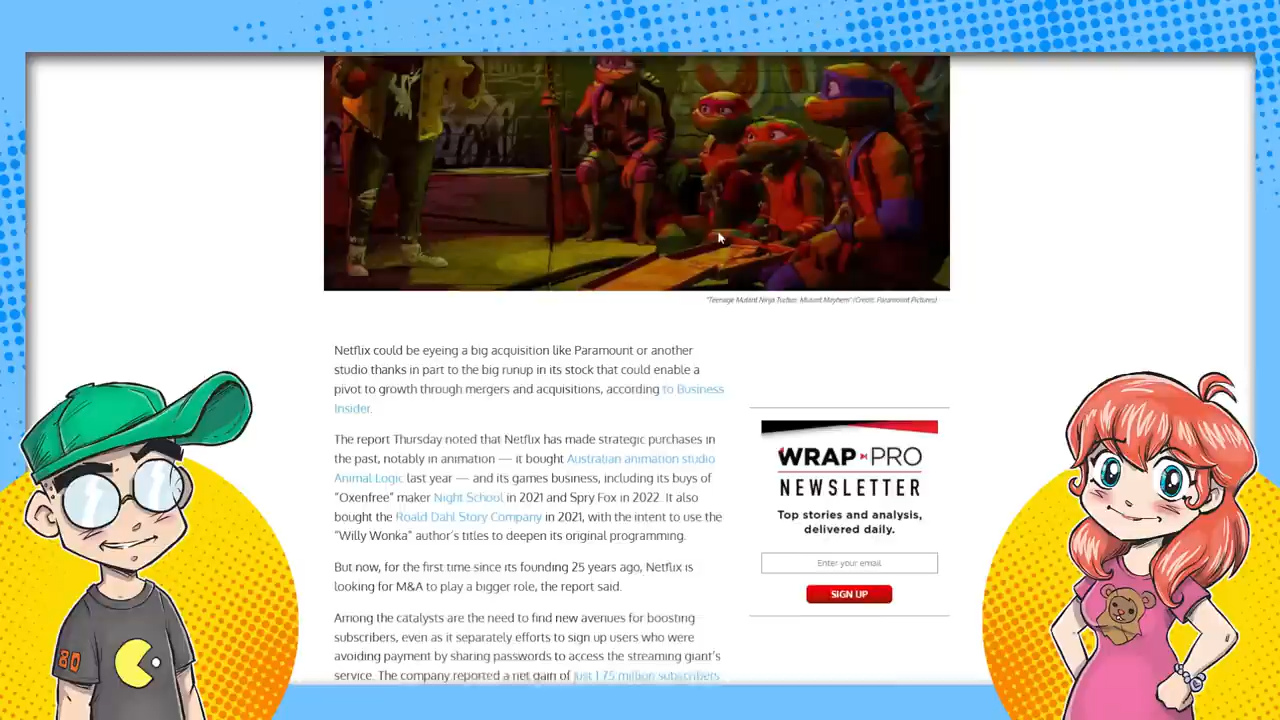 "Teenage Mutant Ninja Turtles: Mutant Mayhem" (Credit: Paramount Pictures)
Netflix could be eyeing a big acquisition like Paramount or another
studio thanks in part to the big runup in its stock that could enable a
pivot to growth through mergers and acquisitions, according to Business
Insider.
The report Thursday noted that Netflix has made strategic purchases in
the past, notably in animation — it bought Australian animation studio
Animal Logic last year — and its games business, including its buys of
"Oxenfree" maker Night School in 2021 and Spry Fox in 2022. It also
bought the Roald Dahl Story Company in 2021, with the intent to use the
"Willy Wonka" author's titles to deepen its original programming.
But now, for the first time since its founding 25 years ago, Netflix is
looking for M&A to play a bigger role, the report said.
Among the catalysts are the need to find new avenues for boosting
subscribers, even as it separately efforts to sign up users who were
avoiding payment by sharing passwords to access the streaming giant's
service. The company reported a net gain of just 1.75 million subscribers
WRAP PRO
NEWSLETTER
Top stories and analysis,
delivered daily.
Enter your email
SIGN UP
80